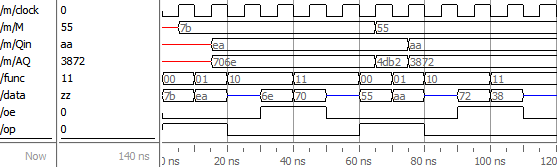 /m/clock 0
/m/M 55 7b 55
/m/Qin aa ea aa
/m/AQ 3872 706e 4db2 3872
/func 11 00 01 10 11 00 01 10 11
/data zz 7b ea 6e 70 55 aa 72 38
/oe 0
/op 0
Now 140 ns 0 ns 20 ns 40 ns 60 ns 80 ns 100 ns 120